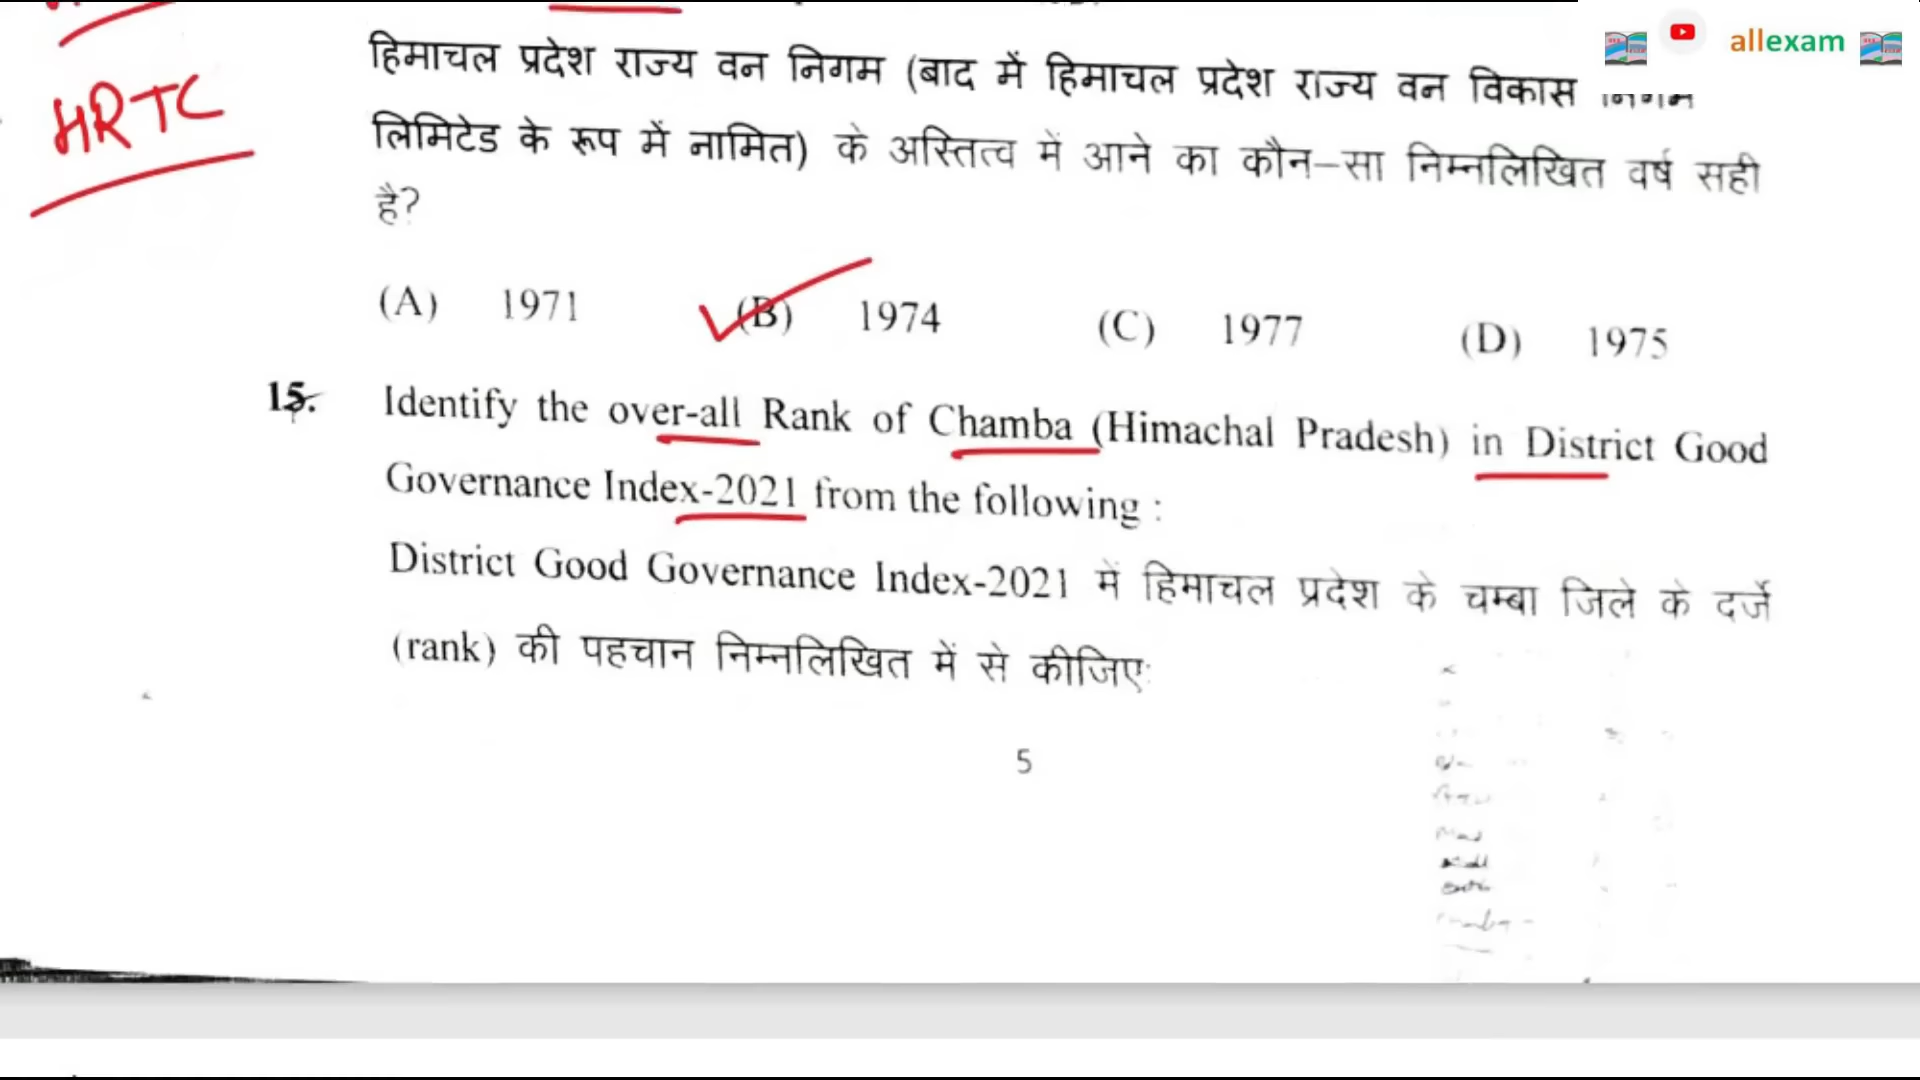 allexam
HRTC
हिमाचल प्रदेश राज्य वन निगम (बाद में हिमाचल प्रदेश राज्य वन विकास
लिमिटेड के रूप में नामित) के अस्तित्व में आने का कौन-सा निम्नलिखित वर्ष सही
है?
(A) 1971 (B) 1974 (C) 1977 (D) 1975
15. Identify the over-all Rank of Chamba (Himachal Pradesh) in District Good
Governance Index-2021 from the following :
District Good Governance Index-2021 में हिमाचल प्रदेश के चम्बा जिले के दर्जे
(rank) की पहचान निम्नलिखित में से कीजिए:
5